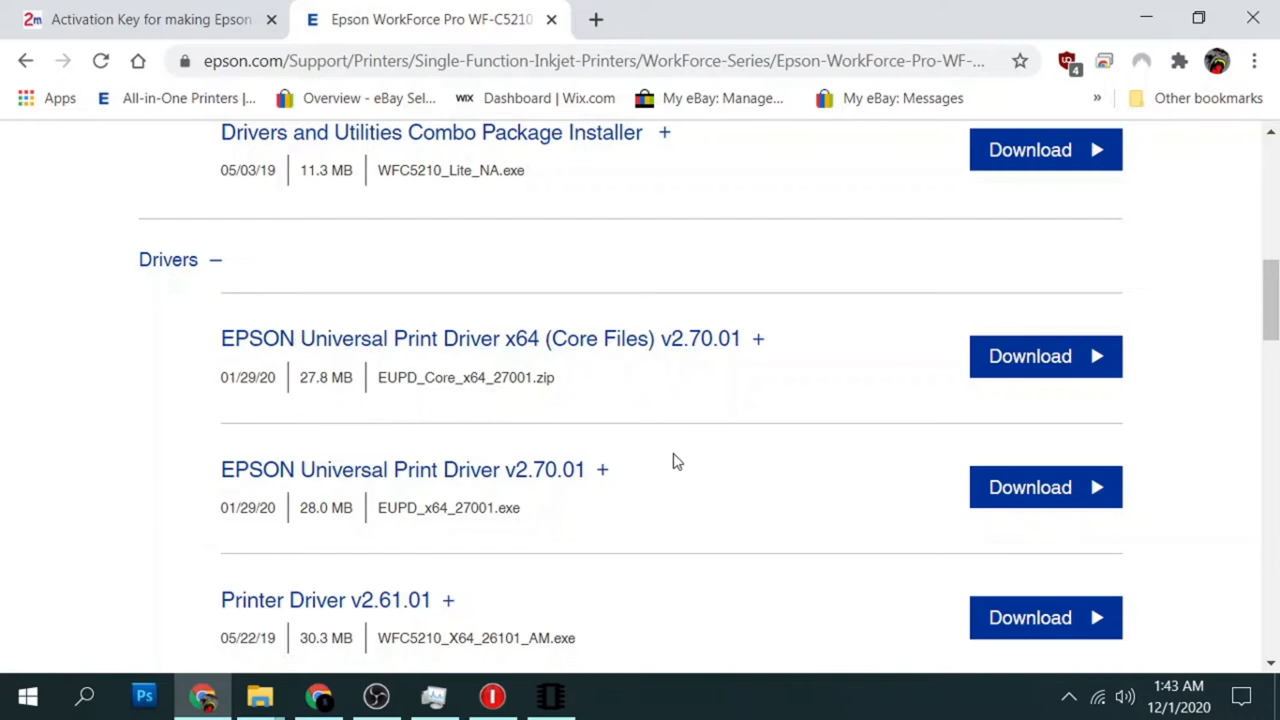 2m Activation Key for making Epson
E Epson WorkForce Pro WF-C5210
epson.com/Support/Printers/Single-Function-Inkjet-Printers/WorkForce-Series/Epson-WorkForce-Pro-WF-...
4
Apps E All-in-One Printers |... Overview - eBay Sel... WIX Dashboard | Wix.com My eBay: Manage... My eBay: Messages » Other bookmarks
Drivers and Utilities Combo Package Installer +
Download
05/03/19 11.3 MB WFC5210_Lite_NA.exe
Drivers –
EPSON Universal Print Driver x64 (Core Files) v2.70.01 +
Download
01/29/20 27.8 MB EUPD_Core_x64_27001.zip
EPSON Universal Print Driver v2.70.01 +
Download
01/29/20 28.0 MB EUPD_x64_27001.exe
Printer Driver v2.61.01 +
Download
05/22/19 30.3 MB WFC5210_X64_26101_AM.exe
Ps
1:43 AM
12/1/2020